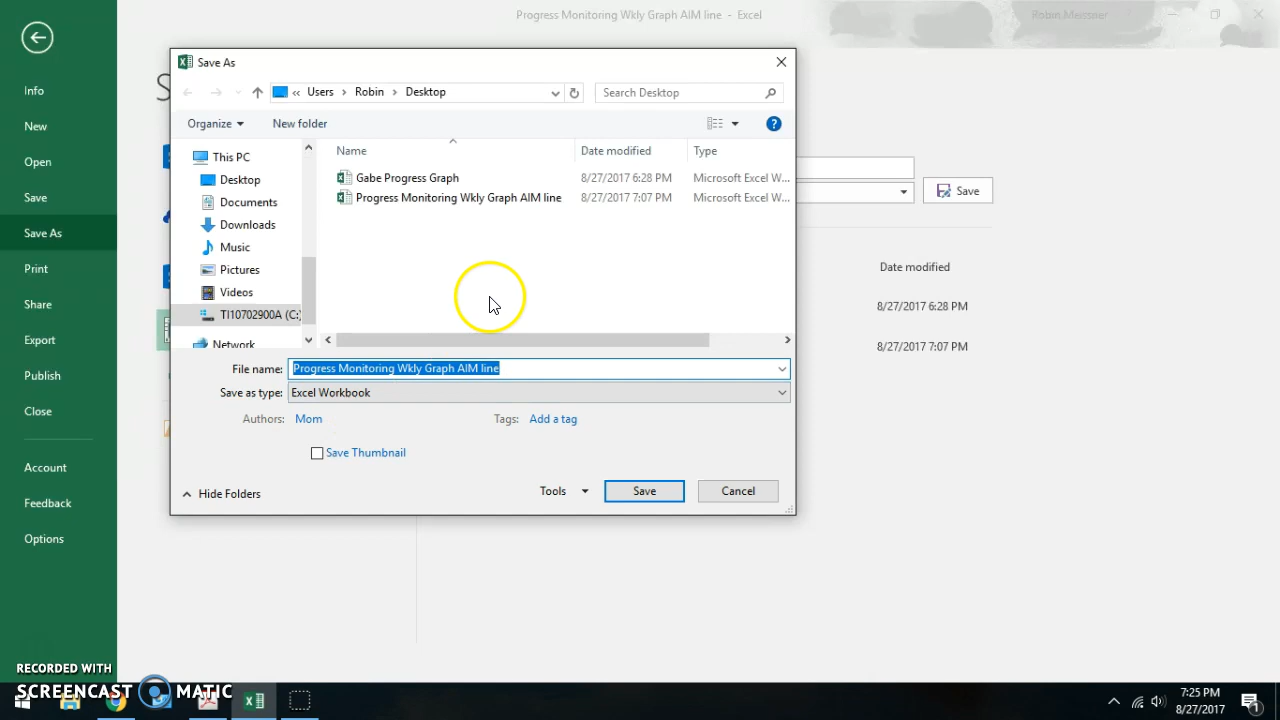 Progress Monitoring Wkly Graph AIM line - Excel
Robin Meissner
Save As
« Users > Robin > Desktop
Search Desktop
Organize
New folder
?
Info
New
Open
Save
Save As
Print
Share
Export
Publish
Close
Account
Feedback
Options
This PC
Desktop
Documents
Downloads
Music
Pictures
Videos
TI10702900A (C:)
Network
Name Date modified Type
Gabe Progress Graph 8/27/2017 6:28 PM Microsoft Excel W...
Progress Monitoring Wkly Graph AIM line 8/27/2017 7:07 PM Microsoft Excel W...
Save
Date modified
8/27/2017 6:28 PM
8/27/2017 7:07 PM
File name: Progress Monitoring Wkly Graph AIM line
Save as type: Excel Workbook
Authors: Mom
Tags: Add a tag
Save Thumbnail
Hide Folders
Tools
Save
Cancel
RECORDED WITH
SCREENCAST MATIC
7:25 PM
8/27/2017
1